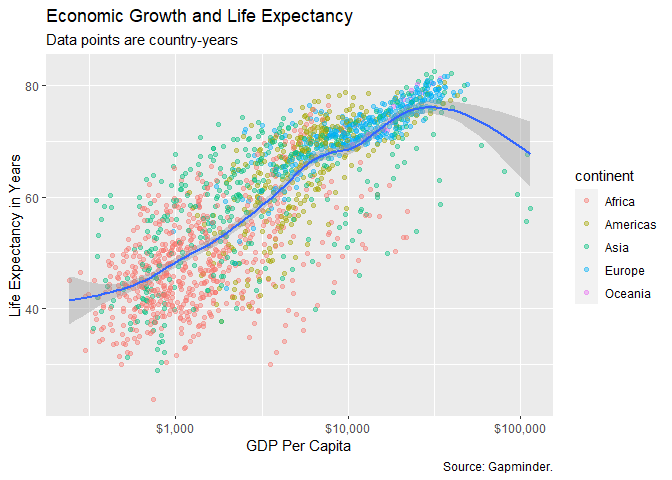 Economic Growth and Life Expectancy
Data points are country-years
80
60
40
Life Expectancy in Years
$1,000
$10,000
$100,000
GDP Per Capita
continent
Africa
Americas
Asia
Europe
Oceania
Source: Gapminder.